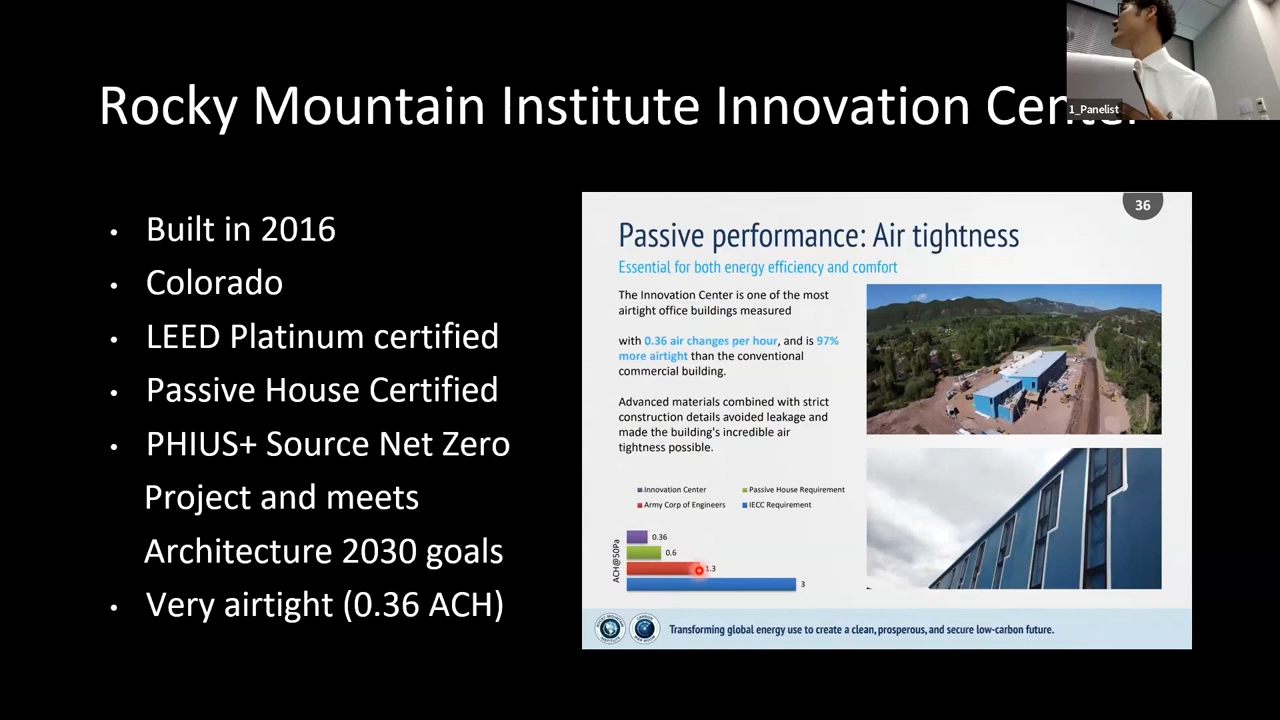 Rocky Mountain Institute Innovation Center
1_Panelist
• Built in 2016
• Colorado
• LEED Platinum certified
• Passive House Certified
• PHIUS+ Source Net Zero
Project and meets
Architecture 2030 goals
• Very airtight (0.36 ACH)
36
Passive performance: Air tightness
Essential for both energy efficiency and comfort
The Innovation Center is one of the most
airtight office buildings measured
with 0.36 air changes per hour, and is 97%
more airtight than the conventional
commercial building.
Advanced materials combined with strict
construction details avoided leakage and
made the building's incredible air
tightness possible.
Innovation Center Passive House Requirement
Army Corp of Engineers IECC Requirement
ACH@50Pa
0.36
0.6
1.3
3
Transforming global energy use to create a clean, prosperous, and secure low-carbon future.